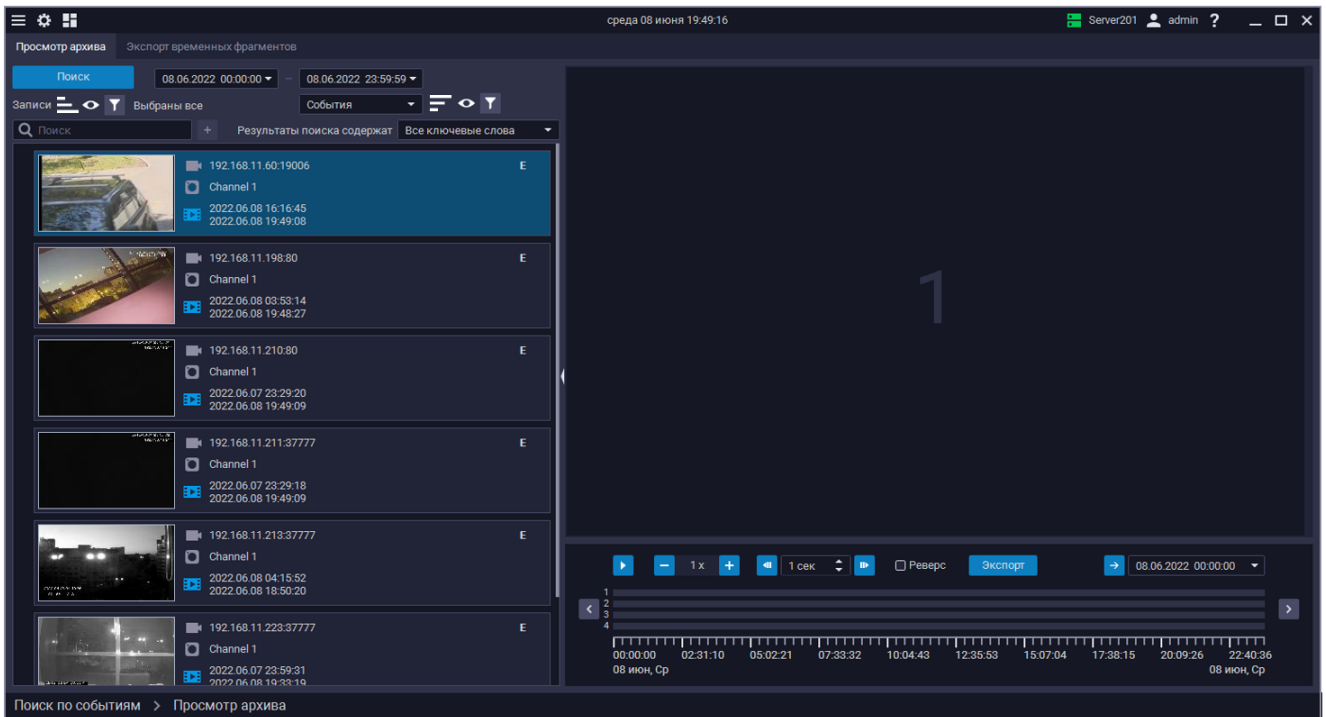 среда 08 июня 19:49:16
Server201 admin ?
Просмотр архива Экспорт временных фрагментов
Поиск 08.06.2022 00:00:00 – 08.06.2022 23:59:59
Записи Выбраны все События
Поиск + Результаты поиска содержат Все ключевые слова
192.168.11.60:19006 E
Channel 1
2022.06.08 16:16:45
2022.06.08 19:49:08
192.168.11.198:80 E
Channel 1
2022.06.08 03:53:14
2022.06.08 19:48:27
192.168.11.210:80 E
Channel 1
2022.06.07 23:29:20
2022.06.08 19:49:09
192.168.11.211:37777 E
Channel 1
2022.06.07 23:29:18
2022.06.08 19:49:09
192.168.11.213:37777 E
Channel 1
2022.06.08 04:15:52
2022.06.08 18:50:20
192.168.11.223:37777 E
Channel 1
2022.06.07 23:59:31
2022.06.08 19:33:19
1
1 x 1 сек Реверс Экспорт 08.06.2022 00:00:00
1
2
3
4
00:00:00 02:31:10 05:02:21 07:33:32 10:04:43 12:35:53 15:07:04 17:38:15 20:09:26 22:40:36
08 июн, Ср 08 июн, Ср
Поиск по событиям > Просмотр архива